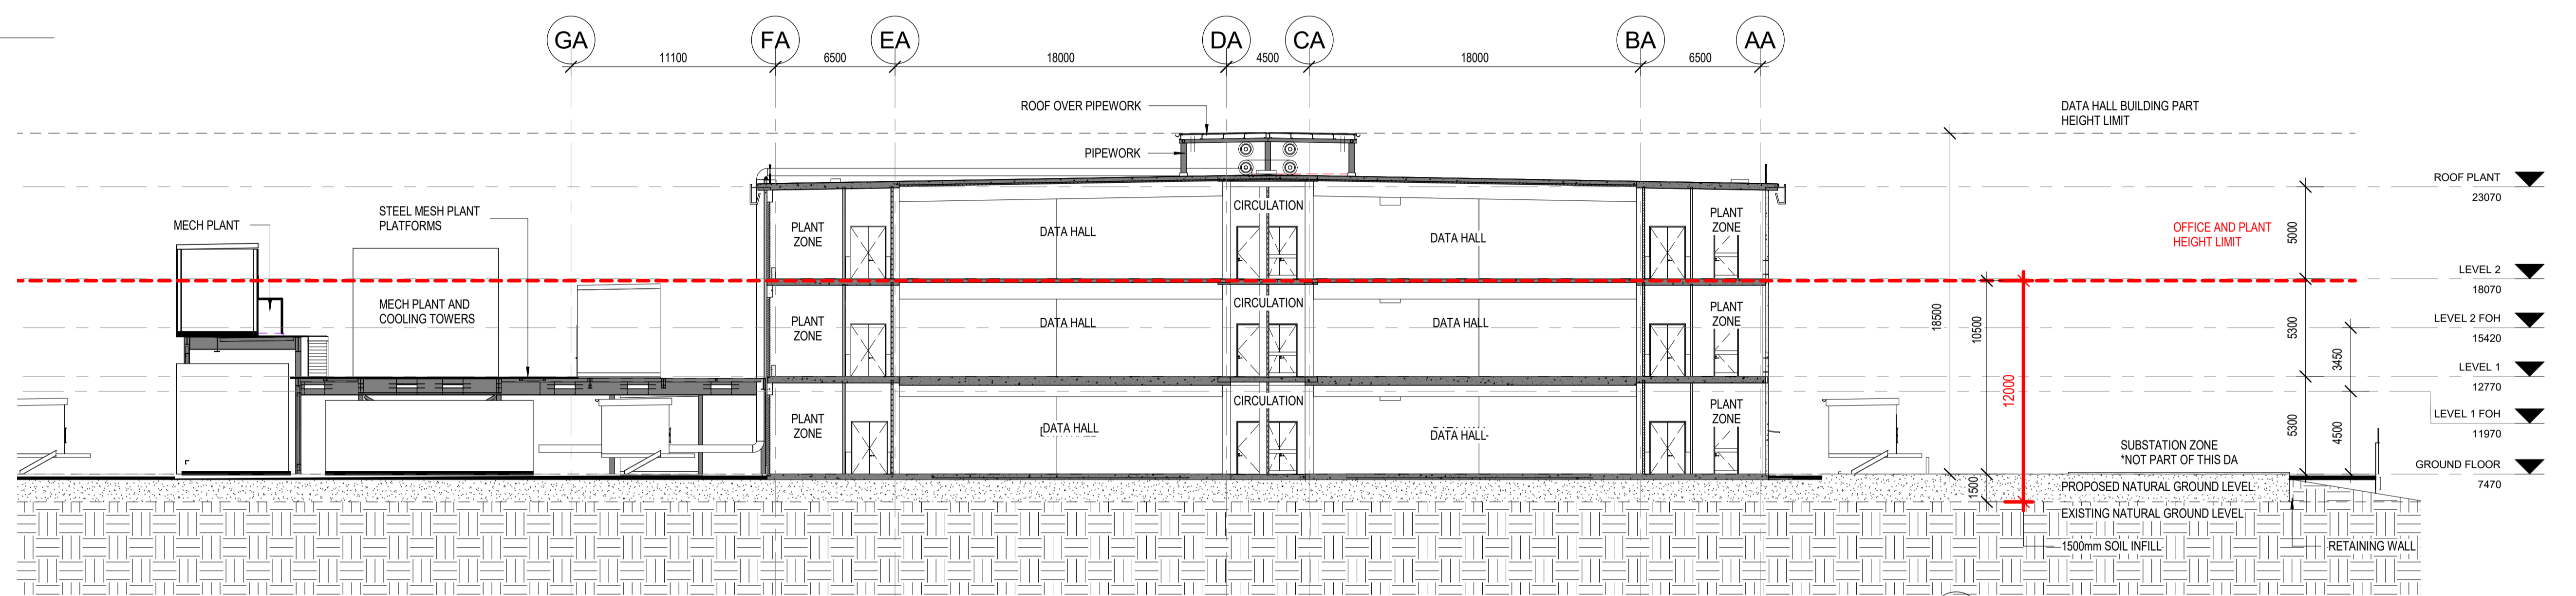 GA
FA
EA
DA
CA
BA
AA
11100
6500
18000
4500
18000
6500
ROOF OVER PIPEWORK
DATA HALL BUILDING PART
HEIGHT LIMIT
PIPEWORK
ROOF PLANT
23070
STEEL MESH PLANT
PLATFORMS
MECH PLANT
CIRCULATION
PLANT
ZONE
DATA HALL
DATA HALL
PLANT
ZONE
OFFICE AND PLANT
HEIGHT LIMIT
5000
LEVEL 2
18070
MECH PLANT AND
COOLING TOWERS
CIRCULATION
PLANT
ZONE
DATA HALL
DATA HALL
PLANT
ZONE
18500
10500
5300
LEVEL 2 FOH
15420
3450
LEVEL 1
12770
12000
CIRCULATION
PLANT
ZONE
DATA HALL
DATA HALL
PLANT
ZONE
5300
4500
LEVEL 1 FOH
11970
SUBSTATION ZONE
*NOT PART OF THIS DA
GROUND FLOOR
7470
1500
PROPOSED NATURAL GROUND LEVEL
EXISTING NATURAL GROUND LEVEL
1500mm SOIL INFILL
RETAINING WALL